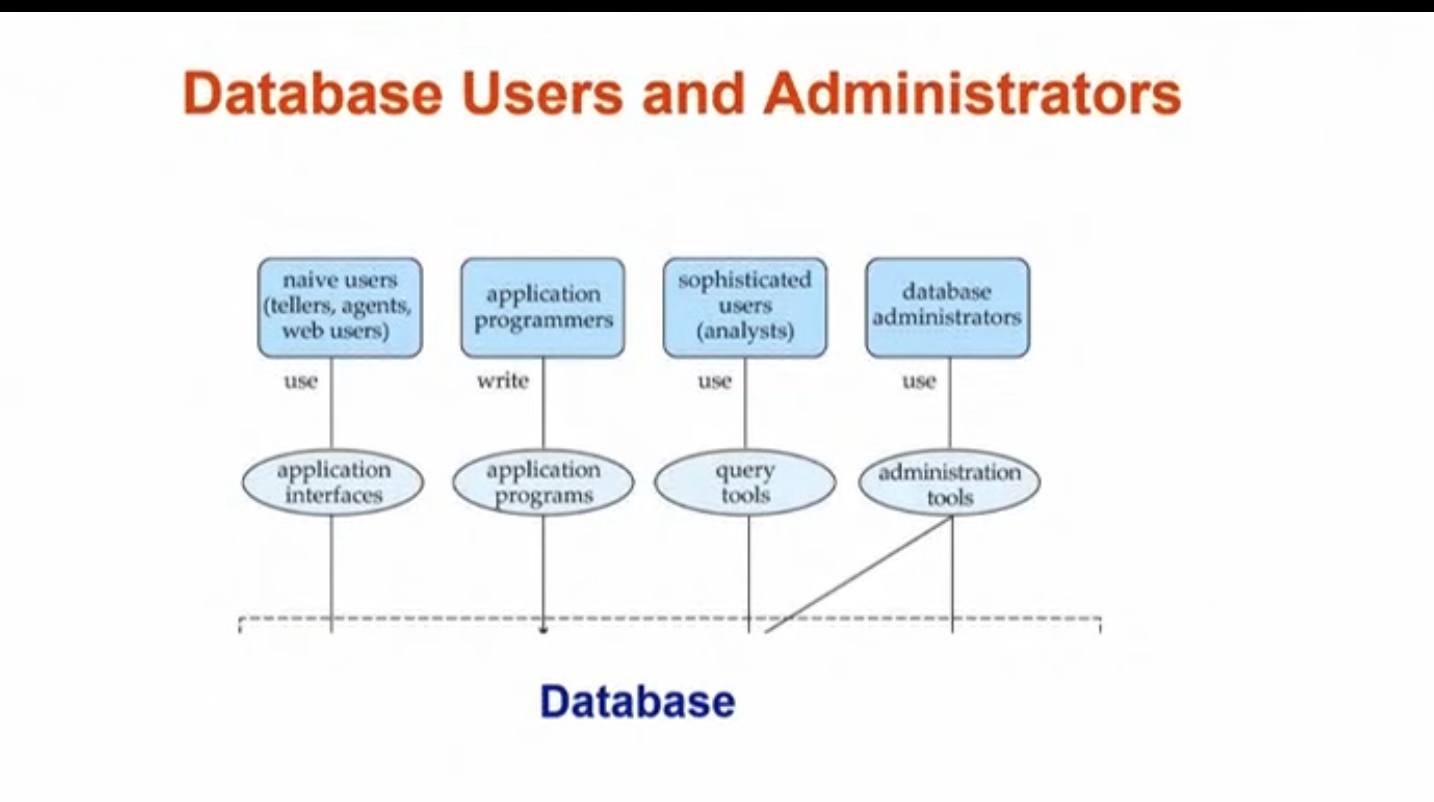 Database Users and Administrators
naive users
(tellers, agents,
web users)
application
programmers
sophisticated
users
(analysts)
database
administrators
use
write
use
use
application
interfaces
application
programs
query
tools
administration
tools
Database